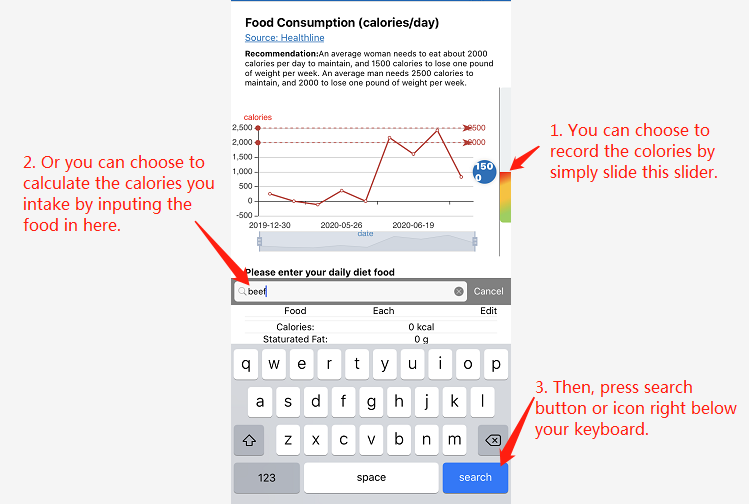 Food Consumption (calories/day)
Source: Healthline
Recommendation:An average woman needs to eat about 2000
calories per day to maintain, and 1500 calories to lose one pound
of weight per week. An average man needs 2500 calories to
maintain, and 2000 to lose one pound of weight per week.
calories
2,500
2,000
1,500
1,000
500
0
-500
2500
2000
150
0
2019-12-30 2020-05-26 2020-06-19
date
1. You can choose to
record the colories by
simply slide this slider.
2. Or you can choose to
calculate the calories you
intake by inputing the
food in here.
Please enter your daily diet food
beef
Cancel
Food Each Edit
Calories: 0 kcal
Staturated Fat: 0 g
q w e r t y u i o p
a s d f g h j k l
z x c v b n m
123 space search
3. Then, press search
button or icon right below
your keyboard.